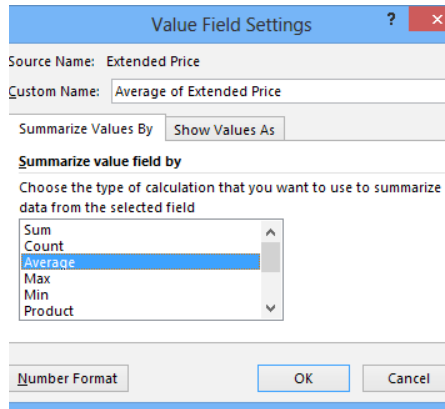 Value Field Settings ?
Source Name: Extended Price
Custom Name: Average of Extended Price
Summarize Values By Show Values As
Summarize value field by
Choose the type of calculation that you want to use to summarize
data from the selected field
Sum
Count
Average
Max
Min
Product
Number Format OK Cancel